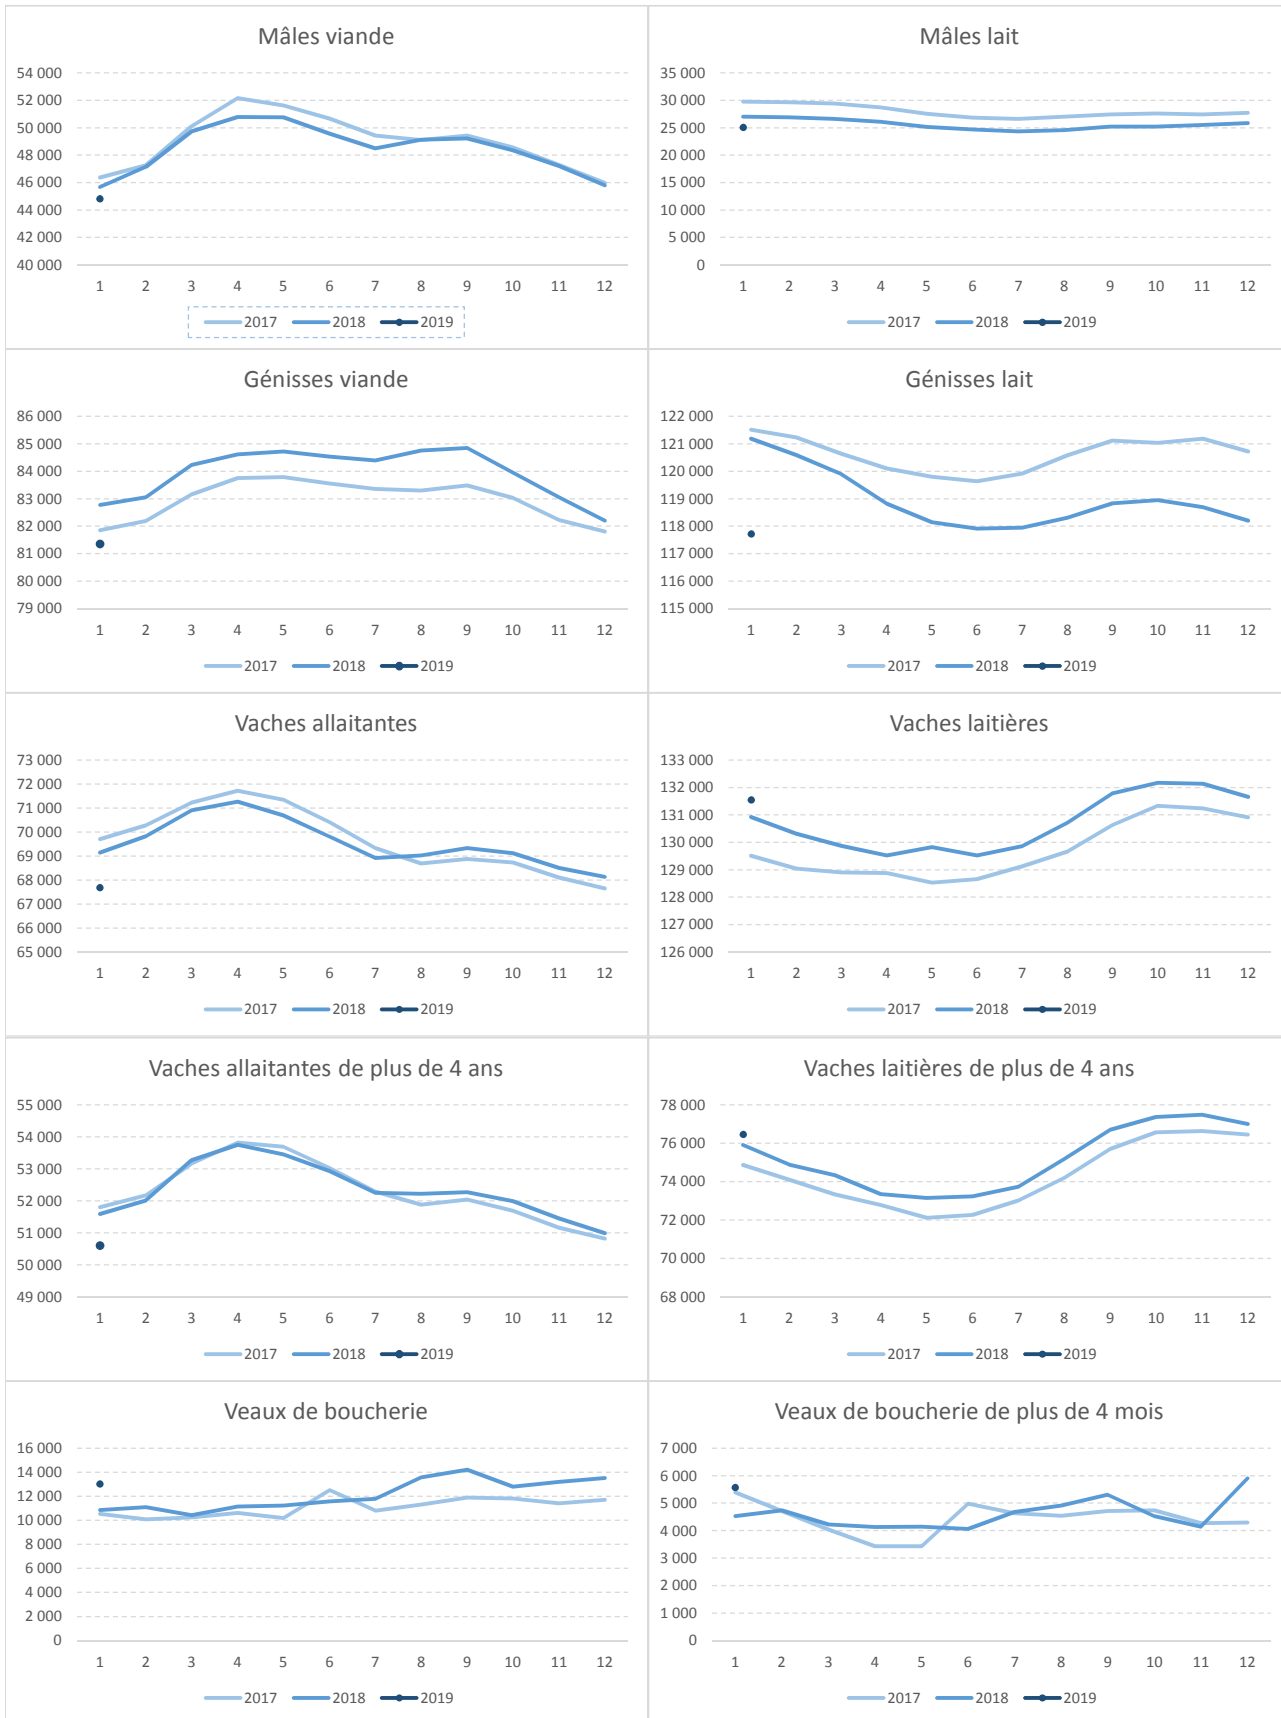 Mâles viande
54 000
52 000
50 000
48 000
46 000
44 000
42 000
40 000
1 2 3 4 5 6 7 8 9 10 11 12
2017 2018 2019
Mâles lait
35 000
30 000
25 000
20 000
15 000
10 000
5 000
0
1 2 3 4 5 6 7 8 9 10 11 12
2017 2018 2019
Génisses viande
86 000
85 000
84 000
83 000
82 000
81 000
80 000
79 000
1 2 3 4 5 6 7 8 9 10 11 12
2017 2018 2019
Génisses lait
122 000
121 000
120 000
119 000
118 000
117 000
116 000
115 000
1 2 3 4 5 6 7 8 9 10 11 12
2017 2018 2019
Vaches allaitantes
73 000
72 000
71 000
70 000
69 000
68 000
67 000
66 000
65 000
1 2 3 4 5 6 7 8 9 10 11 12
2017 2018 2019
Vaches laitières
133 000
132 000
131 000
130 000
129 000
128 000
127 000
126 000
1 2 3 4 5 6 7 8 9 10 11 12
2017 2018 2019
Vaches allaitantes de plus de 4 ans
55 000
54 000
53 000
52 000
51 000
50 000
49 000
1 2 3 4 5 6 7 8 9 10 11 12
2017 2018 2019
Vaches laitières de plus de 4 ans
78 000
76 000
74 000
72 000
70 000
68 000
1 2 3 4 5 6 7 8 9 10 11 12
2017 2018 2019
Veaux de boucherie
16 000
14 000
12 000
10 000
8 000
6 000
4 000
2 000
0
1 2 3 4 5 6 7 8 9 10 11 12
2017 2018 2019
Veaux de boucherie de plus de 4 mois
7 000
6 000
5 000
4 000
3 000
2 000
1 000
0
1 2 3 4 5 6 7 8 9 10 11 12
2017 2018 2019